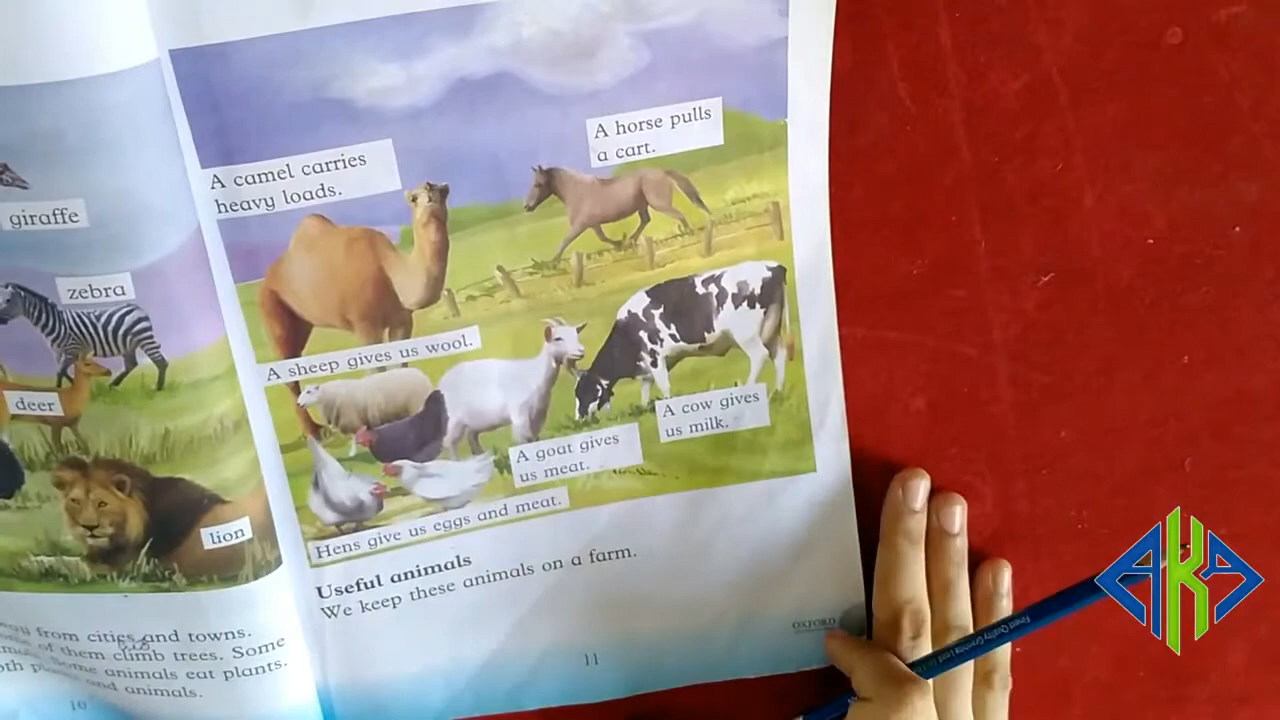 giraffe
zebra
deer
lion
from cities and towns.
of them climb trees. Some
Some animals eat plants.
and animals.
10
A camel carries
heavy loads.
A horse pulls
a cart.
A sheep gives us wool.
A cow gives
us milk.
A goat gives
us meat.
Hens give us eggs and meat.
Useful animals
We keep these animals on a farm.
OXFORD
11
AKA